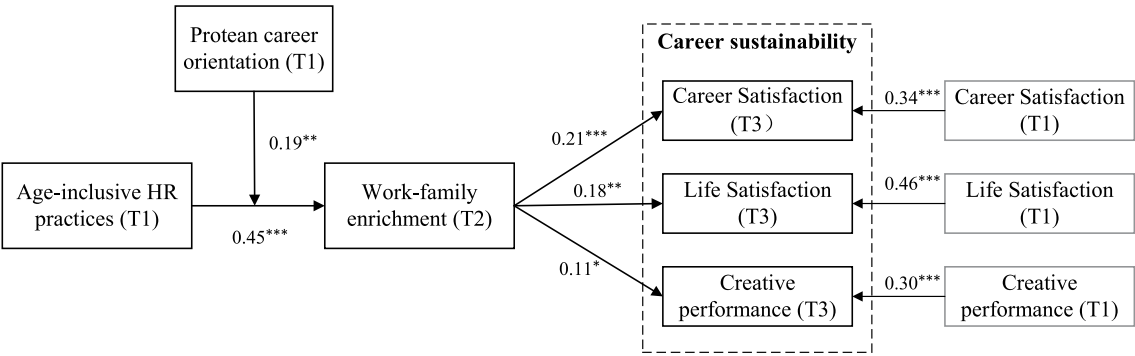 Protean career
orientation (T1)
0.19**
Age-inclusive HR
practices (T1)
0.45***
Work-family
enrichment (T2)
0.21***
0.18**
0.11*
Career sustainability
Career Satisfaction
(T3）
Life Satisfaction
(T3)
Creative
performance (T3)
0.34***
0.46***
0.30***
Career Satisfaction
(T1)
Life Satisfaction
(T1)
Creative
performance (T1)